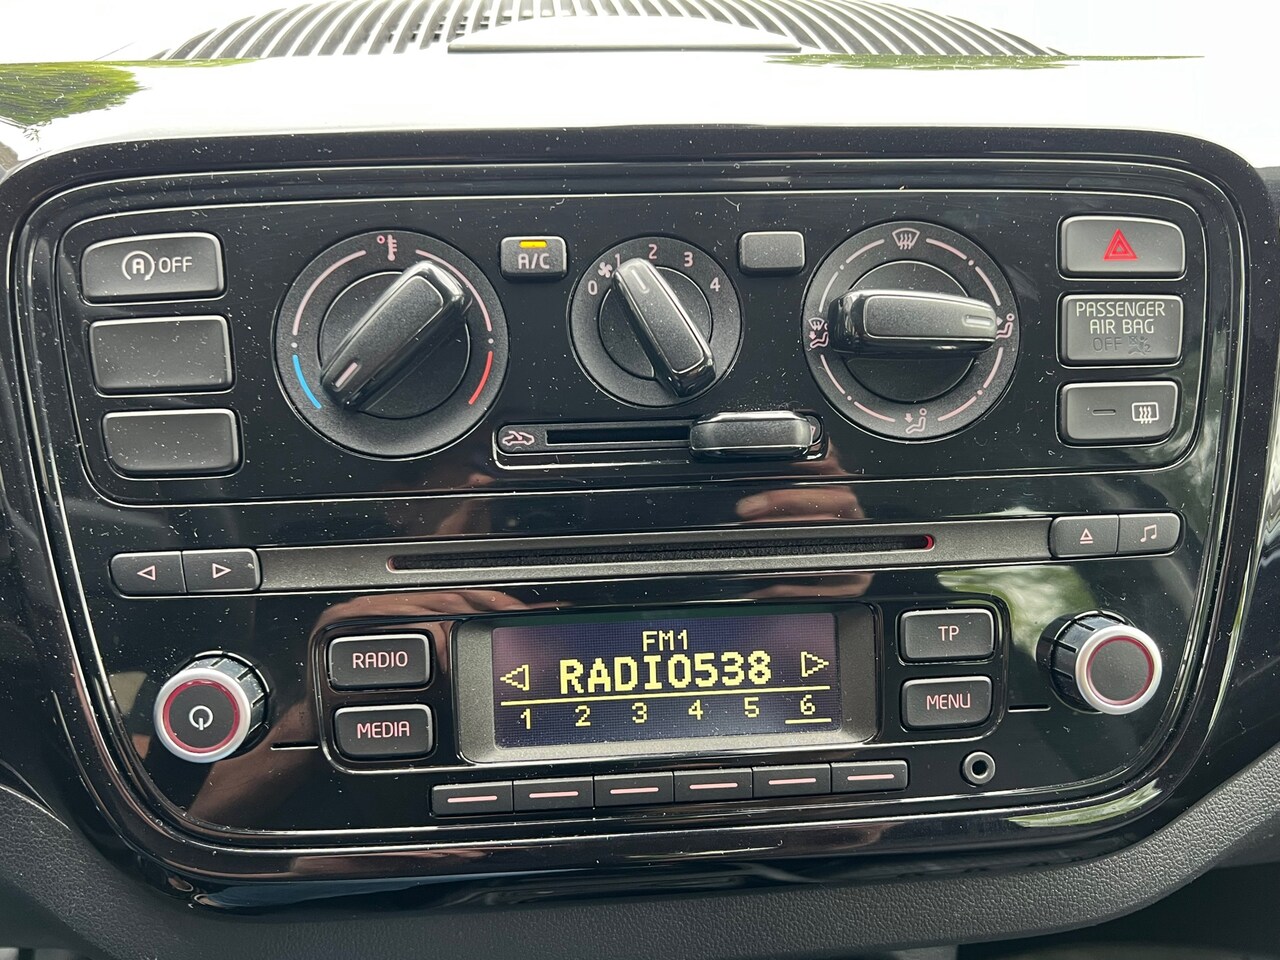 A OFF
A/C
0 1 2 3 4
PASSENGER
AIR BAG
OFF
RADIO
MEDIA
FM1
RADIO538
1 2 3 4 5 6
TP
MENU